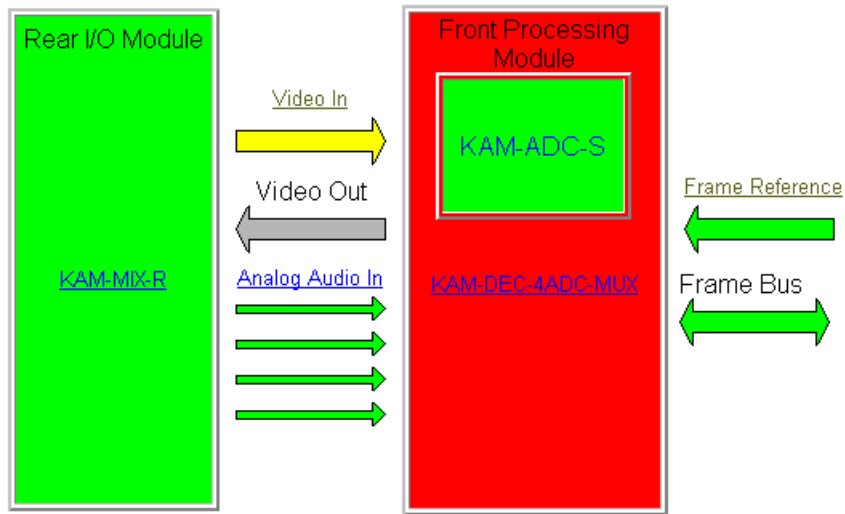 Rear I/O Module
KAM-MIX-R
Video In
Video Out
Analog Audio In
Front Processing
Module
KAM-ADC-S
KAM-DEC-4ADC-MUX
Frame Reference
Frame Bus